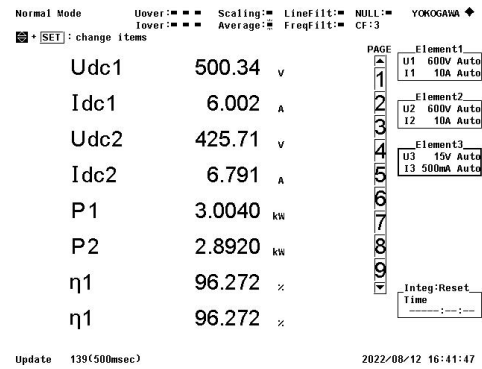 Normal Mode Uover: Scaling: LineFilt: NULL: YOKOGAWA
Iover: Average: FreqFilt: CF:3
+ SET : change items
PAGE
Udc1 500.34 V
Idc1 6.002 A
Udc2 425.71 V
Idc2 6.791 A
P1 3.0040 kW
P2 2.8920 kW
η1 96.272 %
η1 96.272 %
1
2
3
4
5
6
7
8
9
Element1
U1 600V Auto
I1 10A Auto
Element2
U2 600V Auto
I2 10A Auto
Element3
U3 15V Auto
I3 500mA Auto
Integ:Reset
Time
-----:--:--
Update 139(500msec) 2022/08/12 16:41:47